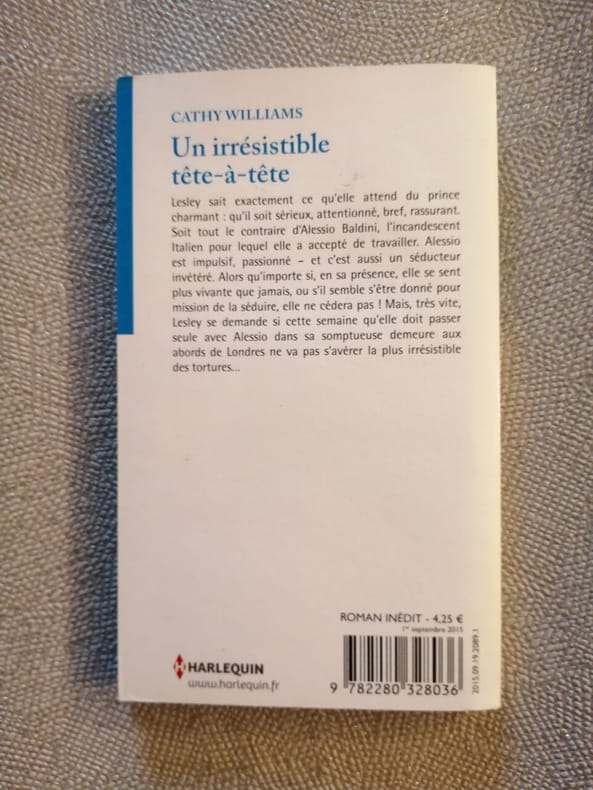 CATHY WILLIAMS
Un irrésistible
tête-à-tête
Lesley sait exactement ce qu'elle attend du prince
charmant : qu'il soit sérieux, attentionné, bref, rassurant.
Soit tout le contraire d'Alessio Baldini, l'incandescent
Italien pour lequel elle a accepté de travailler. Alessio
est impulsif, passionné – et c'est aussi un séducteur
invétéré. Alors qu'importe si, en sa présence, elle se sent
plus vivante que jamais, ou s'il semble s'être donné pour
mission de la séduire, elle ne cédera pas ! Mais, très vite,
Lesley se demande si cette semaine qu'elle doit passer
seule avec Alessio dans sa somptueuse demeure aux
abords de Londres ne va pas s'avérer la plus irrésistible
des tortures...
ROMAN INÉDIT - 4,25 €
1er septembre 2015
HARLEQUIN
www.harlequin.fr
9 782280 328036
2015.09.19.2089.1